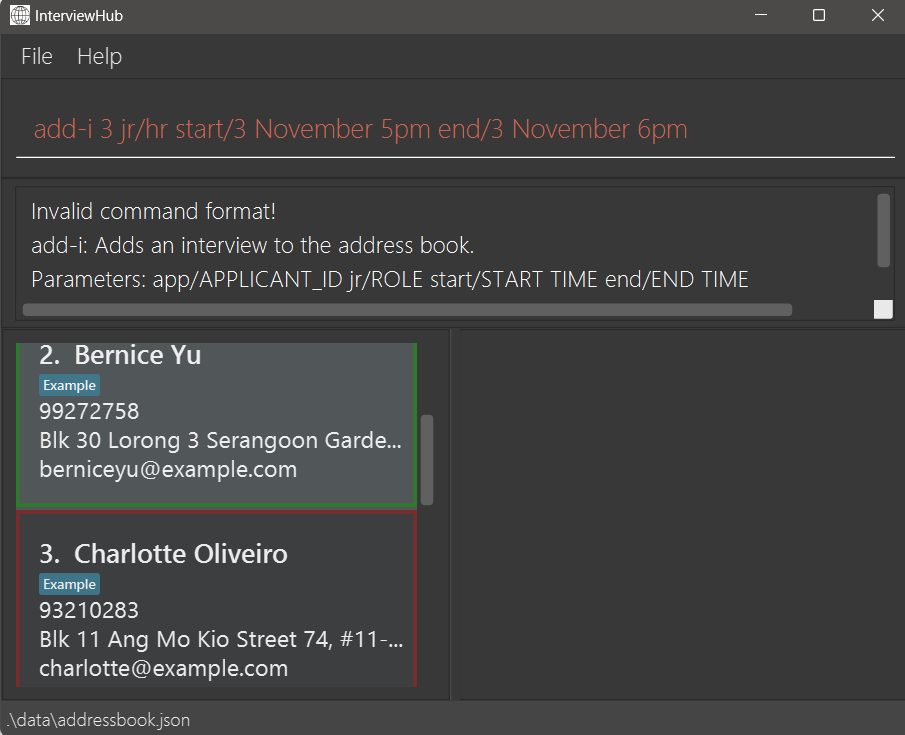 InterviewHub
File Help
add-i 3 jr/hr start/3 November 5pm end/3 November 6pm
Invalid command format!
add-i: Adds an interview to the address book.
Parameters: app/APPLICANT_ID jr/ROLE start/START TIME end/END TIME
2. Bernice Yu
Example
99272758
Blk 30 Lorong 3 Serangoon Garde...
berniceyu@example.com
3. Charlotte Oliveiro
Example
93210283
Blk 11 Ang Mo Kio Street 74, #11-...
charlotte@example.com
.\data\addressbook.json